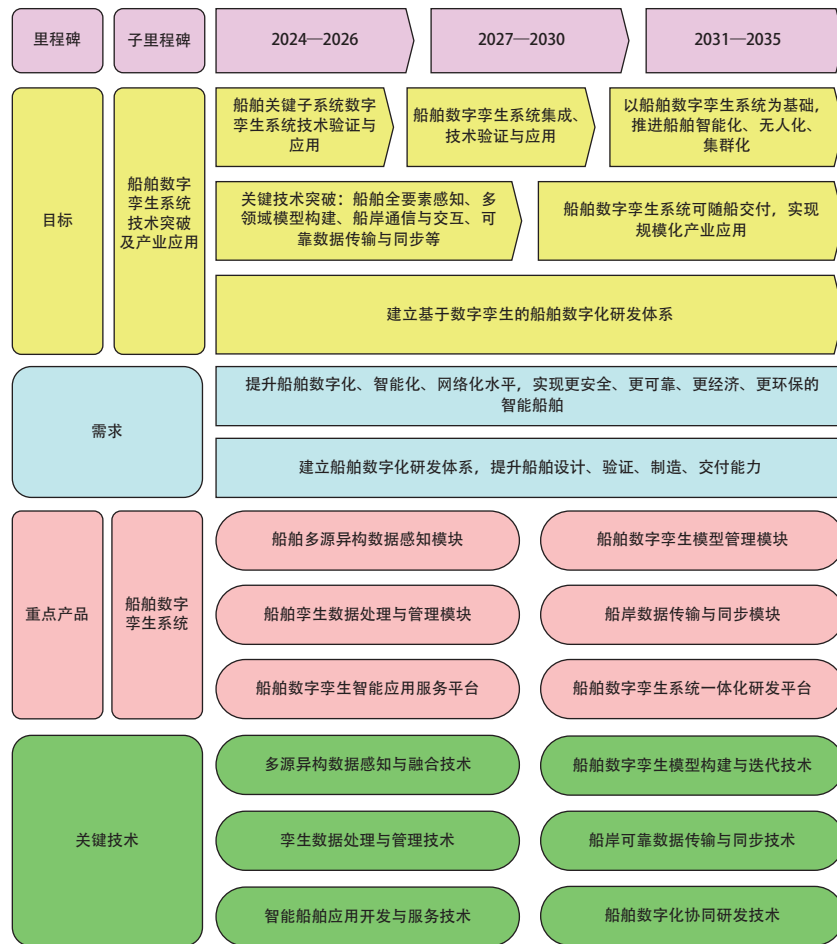 里程碑
子里程碑
2024—2026
2027—2030
2031—2035
目标
船舶数字
孪生系统
技术突破
及产业应用
船舶关键子系统数字
孪生系统技术验证与
应用
船舶数字孪生系统集成、
技术验证与应用
以船舶数字孪生系统为基础，
推进船舶智能化、无人化、
集群化
关键技术突破：船舶全要素感知、多
领域模型构建、船岸通信与交互、可
靠数据传输与同步等
船舶数字孪生系统可随船交付，实现
规模化产业应用
建立基于数字孪生的船舶数字化研发体系
需求
提升船舶数字化、智能化、网络化水平，实现更安全、更可靠、更经济、更环保的
智能船舶
建立船舶数字化研发体系，提升船舶设计、验证、制造、交付能力
重点产品
船舶数字
孪生系统
船舶多源异构数据感知模块
船舶数字孪生模型管理模块
船舶孪生数据处理与管理模块
船岸数据传输与同步模块
船舶数字孪生智能应用服务平台
船舶数字孪生系统一体化研发平台
关键技术
多源异构数据感知与融合技术
船舶数字孪生模型构建与迭代技术
孪生数据处理与管理技术
船岸可靠数据传输与同步技术
智能船舶应用开发与服务技术
船舶数字化协同研发技术